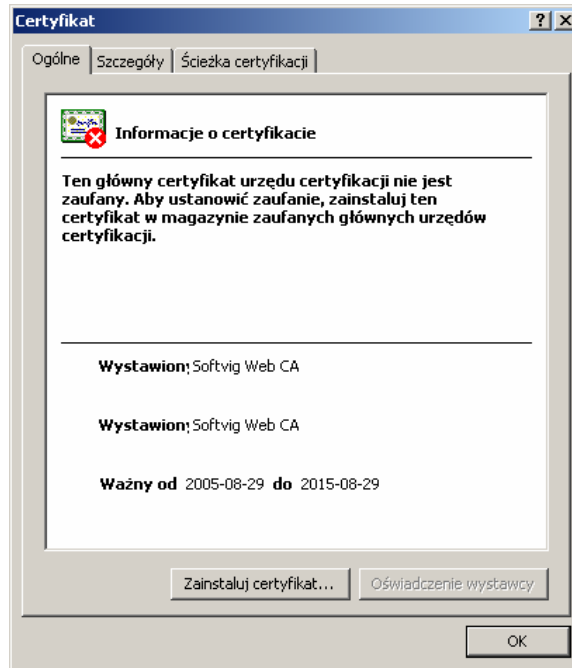 Certyfikat
Ogólne Szczegóły Ścieżka certyfikacji
Informacje o certyfikacie
Ten główny certyfikat urzędu certyfikacji nie jest
zaufany. Aby ustanowić zaufanie, zainstaluj ten
certyfikat w magazynie zaufanych głównych urzędów
certyfikacji.
Wystawiony Softvig Web CA
Wystawiony Softvig Web CA
Ważny od 2005-08-29 do 2015-08-29
Zainstaluj certyfikat... Oświadczenie wystawcy
OK